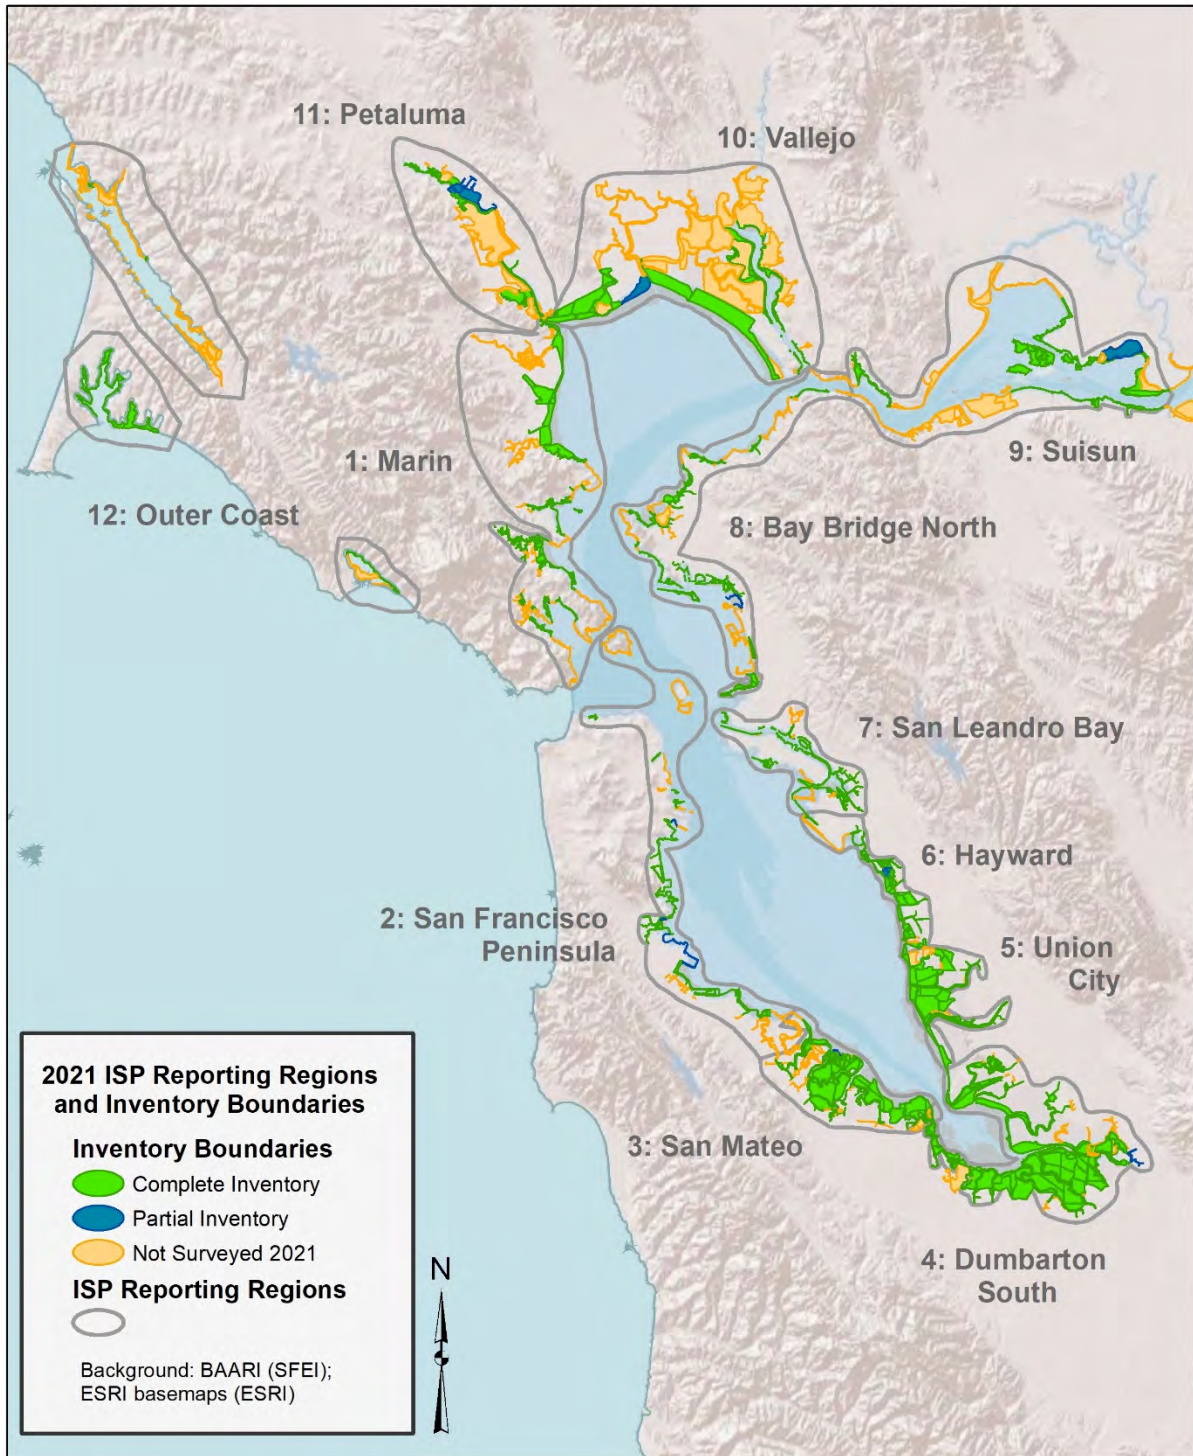 11: Petaluma
10: Vallejo
1: Marin
9: Suisun
12: Outer Coast
8: Bay Bridge North
7: San Leandro Bay
6: Hayward
2: San Francisco
Peninsula
5: Union
City
3: San Mateo
4: Dumbarton
South
2021 ISP Reporting Regions
and Inventory Boundaries
Inventory Boundaries
Complete Inventory
Partial Inventory
Not Surveyed 2021
ISP Reporting Regions
Background: BAARI (SFEI);
ESRI basemaps (ESRI)
N